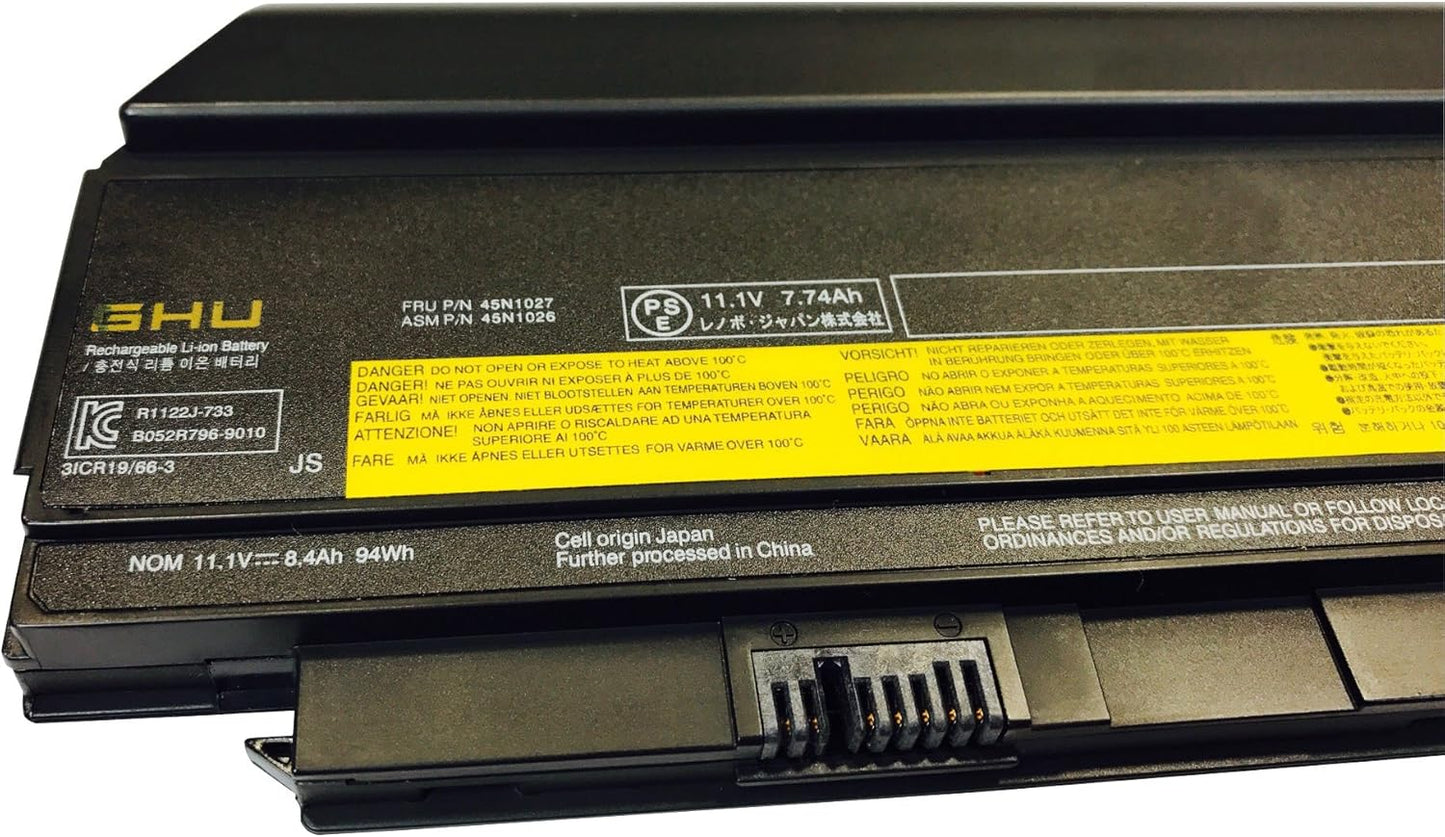 GHU
Rechargeable Li-ion Battery
/ 충전식 리튬 이온 배터리
R1122J-733
B052R796-9010
3ICR19/66-3
JS
FRU P/N 45N1027
ASM P/N 45N1026
PSE
11.1V 7.74Ah
レノボ・ジャパン株式会社
DANGER DO NOT OPEN OR EXPOSE TO HEAT ABOVE 100°C
DANGER! NE PAS OUVRIR NI EXPOSER À PLUS DE 100°C
GEVAAR! NIET OPENEN. NIET BLOOTSTELLEN AAN TEMPERATUREN BOVEN 100°C
FARLIG MÅ IKKE ÅBNES ELLER UDSÆTTES FOR TEMPERATURER OVER 100°C
ATTENZIONE! NON APRIRE O RISCALDARE AD UNA TEMPERATURA
SUPERIORE AI 100°C
FARE MÅ IKKE ÅPNES ELLER UTSETTES FOR VARME OVER 100°C
VORSICHT! NICHT REPARIEREN ODER ZERLEGEN, MIT WASSER
IN BERÜHRUNG BRINGEN ODER ÜBER 100°C ERHITZEN
PELIGRO NO ABRIR O EXPONER A TEMPERATURAS SUPERIORES A 100°C
PERIGO NO ABRIR NEM EXPOR A TEMPERATURAS SUPERIORES A 100°C
PERIGO NÃO ABRA OU EXPONHA A AQUECIMENTO ACIMA DE 100°C
FARA ÖPPNA INTE BATTERIET OCH UTSÄTT DET INTE FÖR VÄRME ÖVER 100°C
VAARA ÄLÄ AVAA AKKUA ÄLÄKÄ KUUMENNA SITÄ YLI 100 ASTEEN LÄMPÖTILAAN
위험
NOM 11.1V⎓8.4Ah 94Wh
Cell origin Japan
Further processed in China
PLEASE REFER TO USER MANUAL OR FOLLOW LOC
ORDINANCES AND/OR REGULATIONS FOR DISPOS
+ −